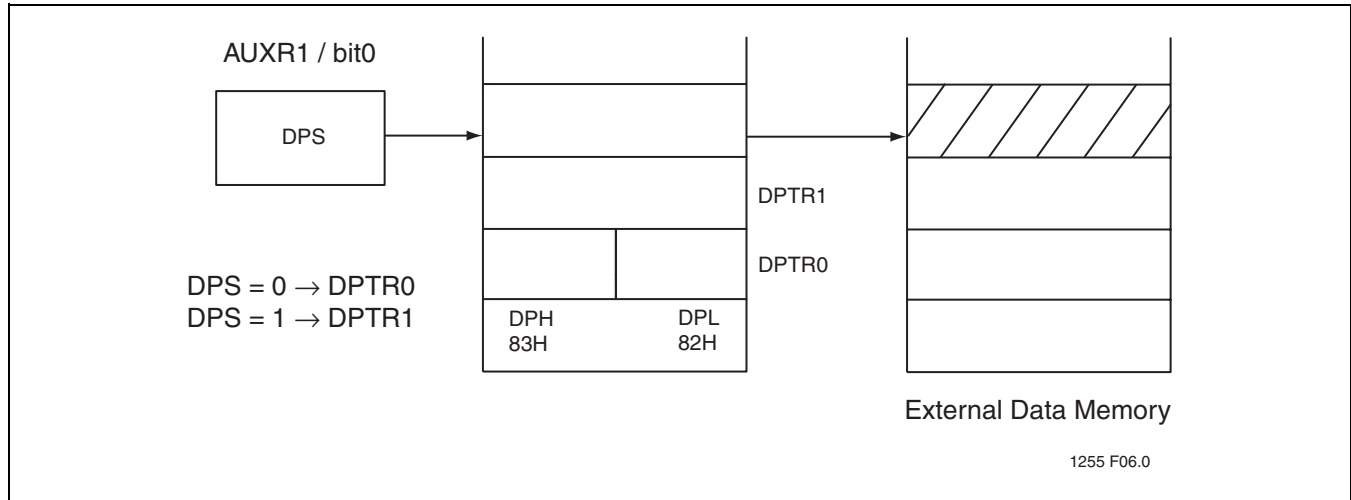 AUXR1 / bit0
DPS
DPTR1
DPTR0
DPS = 0 → DPTR0
DPS = 1 → DPTR1
DPH DPL
83H 82H
External Data Memory
1255 F06.0